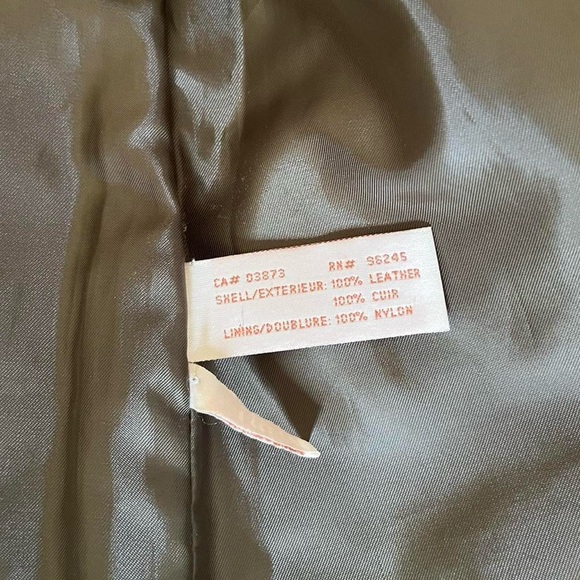 CA# 03873 RN# 96245
SHELL/EXTERIEUR: 100% LEATHER
100% CUIR
LINING/DOUBLURE: 100% NYLON